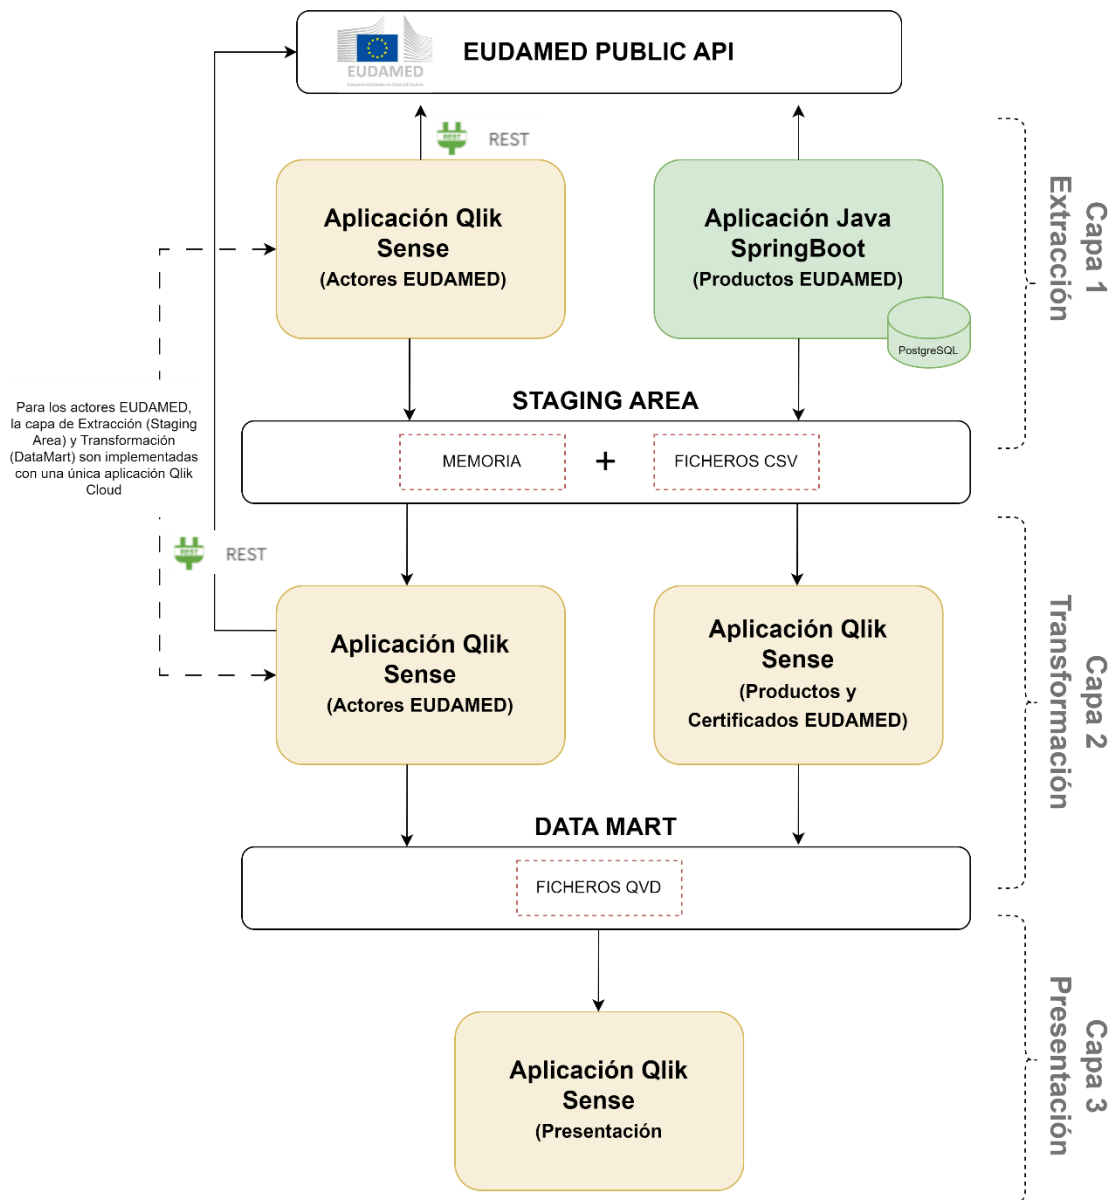 EUDAMED PUBLIC API
EUDAMED
REST
REST
Aplicación Qlik
Sense
(Actores EUDAMED)
Aplicación Java
SpringBoot
(Productos EUDAMED)
PostgreSQL
Capa 1
Extracción
Para los actores EUDAMED,
la capa de Extracción (Staging
Area) y Transformación
(DataMart) son implementadas
con una única aplicación Qlik
Cloud
STAGING AREA
MEMORIA
+
FICHEROS CSV
REST
REST
Aplicación Qlik
Sense
(Actores EUDAMED)
Aplicación Qlik
Sense
(Productos y
Certificados EUDAMED)
Capa 2
Transformación
DATA MART
FICHEROS QVD
Aplicación Qlik
Sense
(Presentación
Capa 3
Presentación